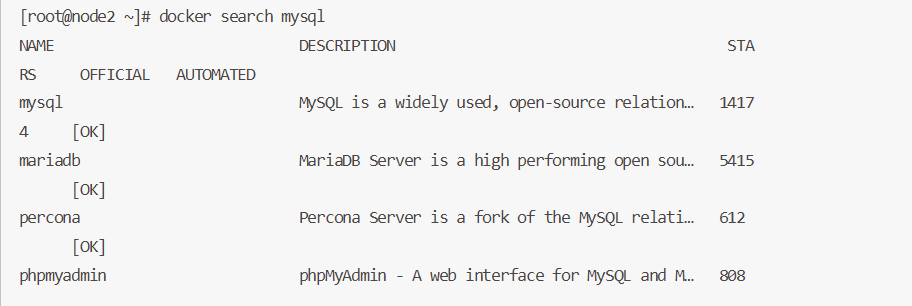 [root@node2 ~]# docker search mysql
NAME                            DESCRIPTION                                      STA
RS     OFFICIAL   AUTOMATED
mysql                           MySQL is a widely used, open-source relation…   1417
4     [OK]
mariadb                         MariaDB Server is a high performing open sou…   5415
      [OK]
percona                         Percona Server is a fork of the MySQL relati…   612
      [OK]
phpmyadmin                      phpMyAdmin - A web interface for MySQL and M…   808